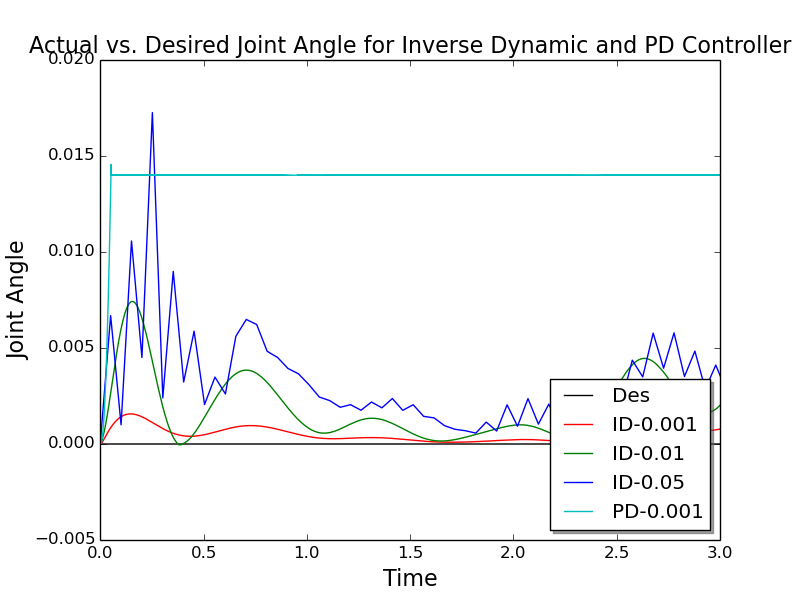 Actual vs. Desired Joint Angle for Inverse Dynamic and PD Controller
0.020
0.015
0.010
0.005
0.000
−0.005
Joint Angle
0.0 0.5 1.0 1.5 2.0 2.5 3.0
Time
Des
ID-0.001
ID-0.01
ID-0.05
PD-0.001